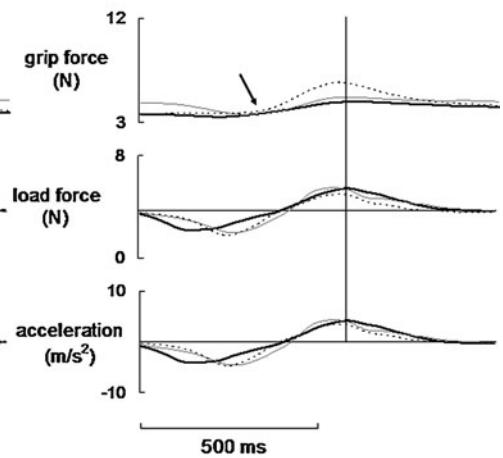 12
grip force
(N)
3
8
load force
(N)
0
10
acceleration
(m/s²)
-10
500 ms